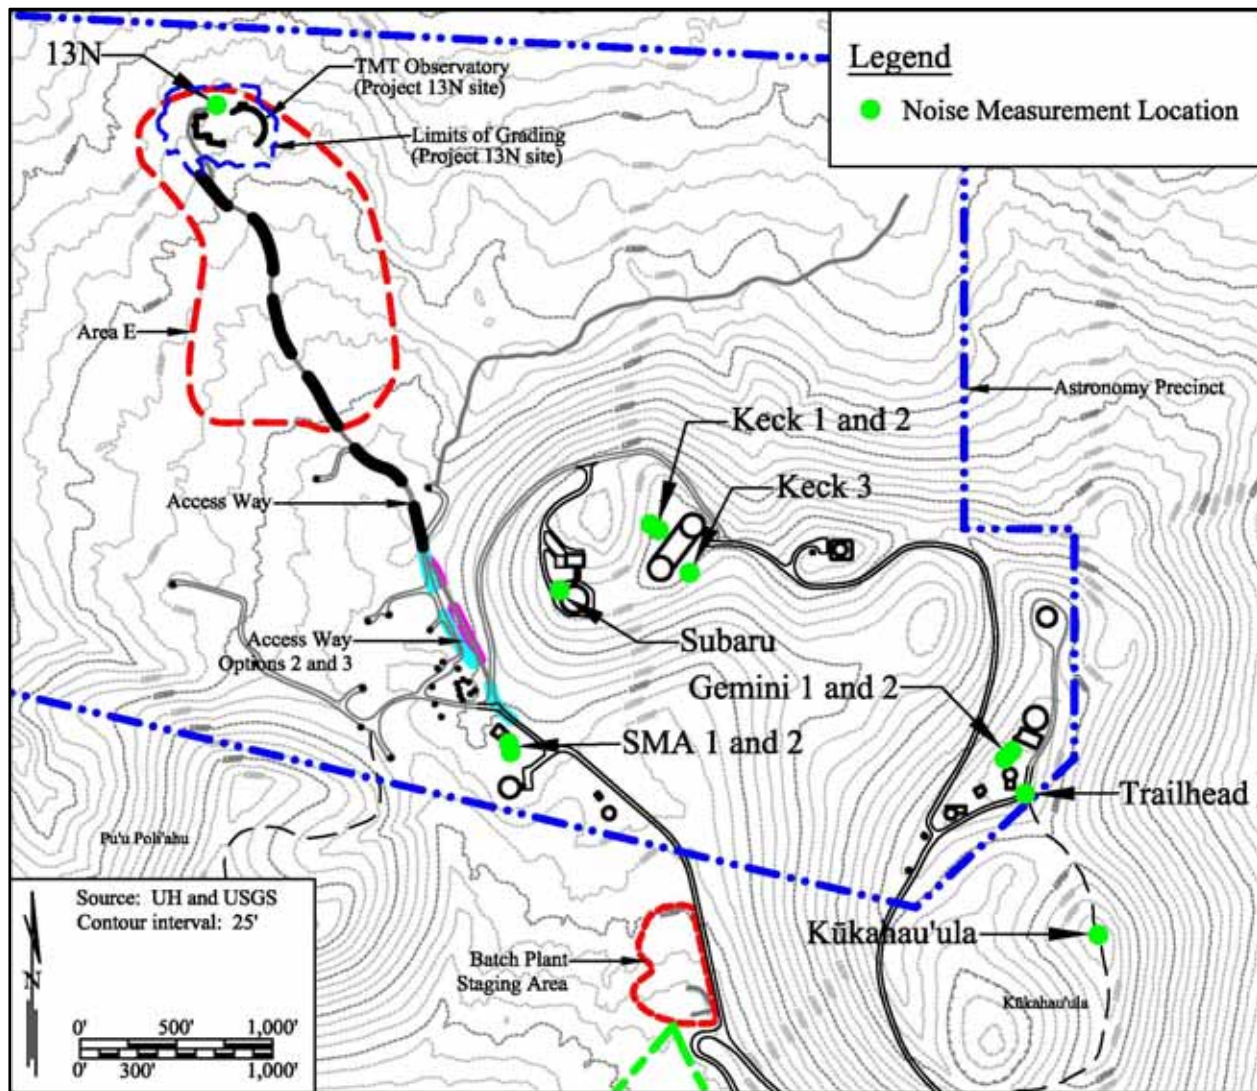 Legend
Noise Measurement Location
13N
TMT Observatory
(Project 13N site)
Limits of Grading
(Project 13N site)
Area E
Astronomy Precinct
Keck 1 and 2
Keck 3
Access Way
Access Way
Options 2 and 3
Subaru
Gemini 1 and 2
SMA 1 and 2
Trailhead
Pu'u Poli'ahu
Kūkahau'ula
Batch Plant
Staging Area
Kūkahau'ula
Source: UH and USGS
Contour interval: 25'
N
0' 500' 1,000'
0' 300' 1,000'